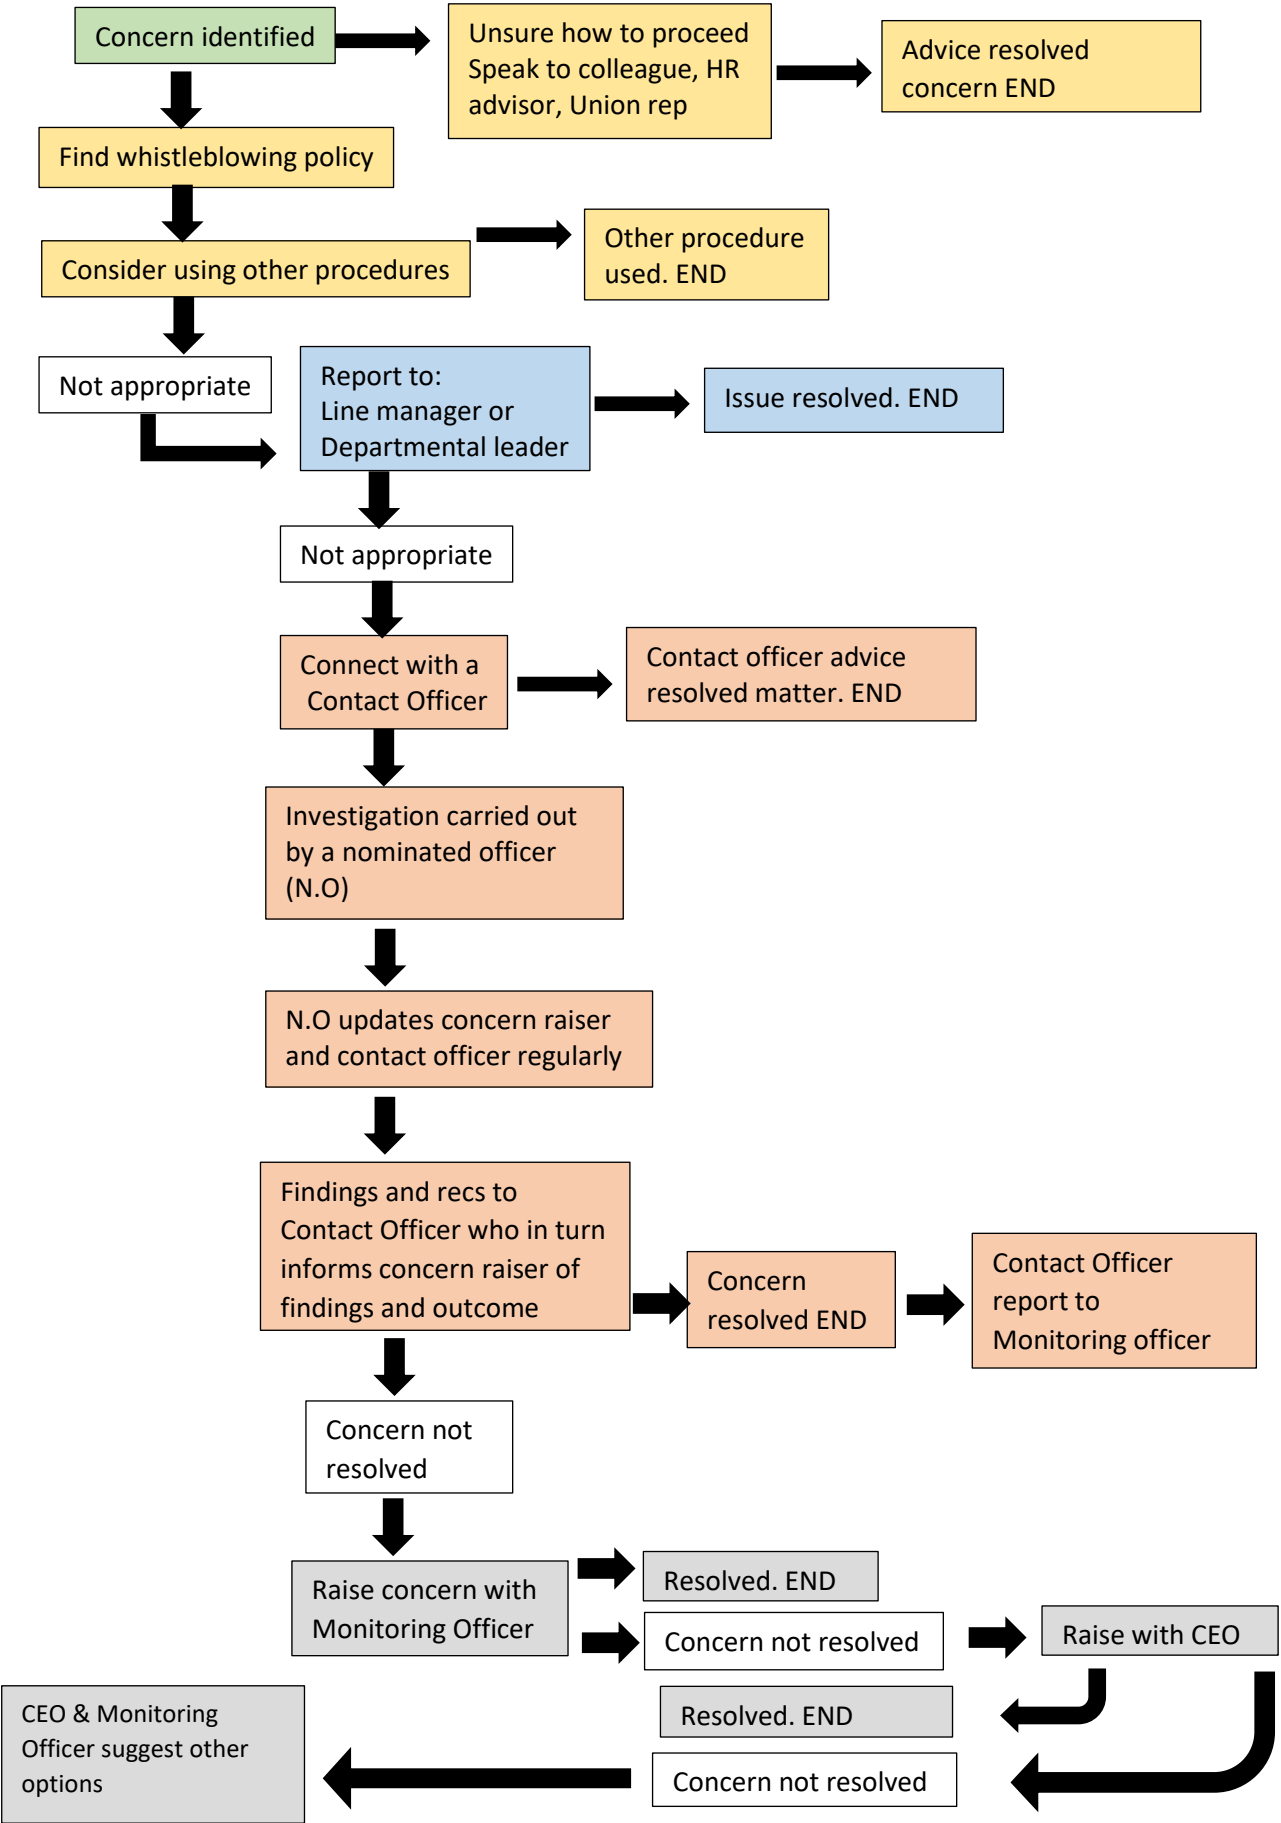 Concern identified
Unsure how to proceed
Speak to colleague, HR
advisor, Union rep
Advice resolved
concern END
Find whistleblowing policy
Consider using other procedures
Other procedure
used. END
Not appropriate
Report to:
Line manager or
Departmental leader
Issue resolved. END
Not appropriate
Connect with a
Contact Officer
Contact officer advice
resolved matter. END
Investigation carried out
by a nominated officer
(N.O)
N.O updates concern raiser
and contact officer regularly
Findings and recs to
Contact Officer who in turn
informs concern raiser of
findings and outcome
Concern
resolved END
Contact Officer
report to
Monitoring officer
Concern not
resolved
Raise concern with
Monitoring Officer
Resolved. END
Concern not resolved
Raise with CEO
Resolved. END
Concern not resolved
CEO & Monitoring
Officer suggest other
options